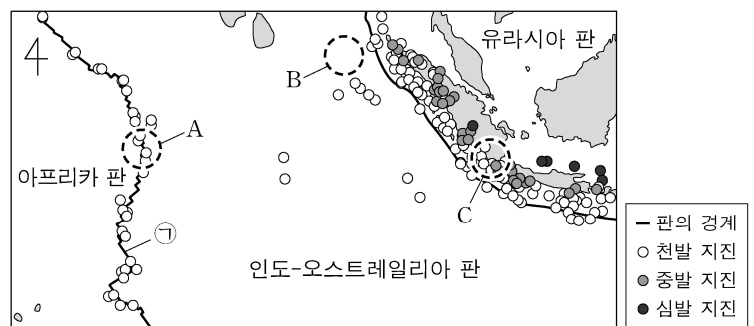 유라시아 판
B
A
아프리카 판
C
㉠
인도-오스트레일리아 판
판의 경계
천발 지진
중발 지진
심발 지진